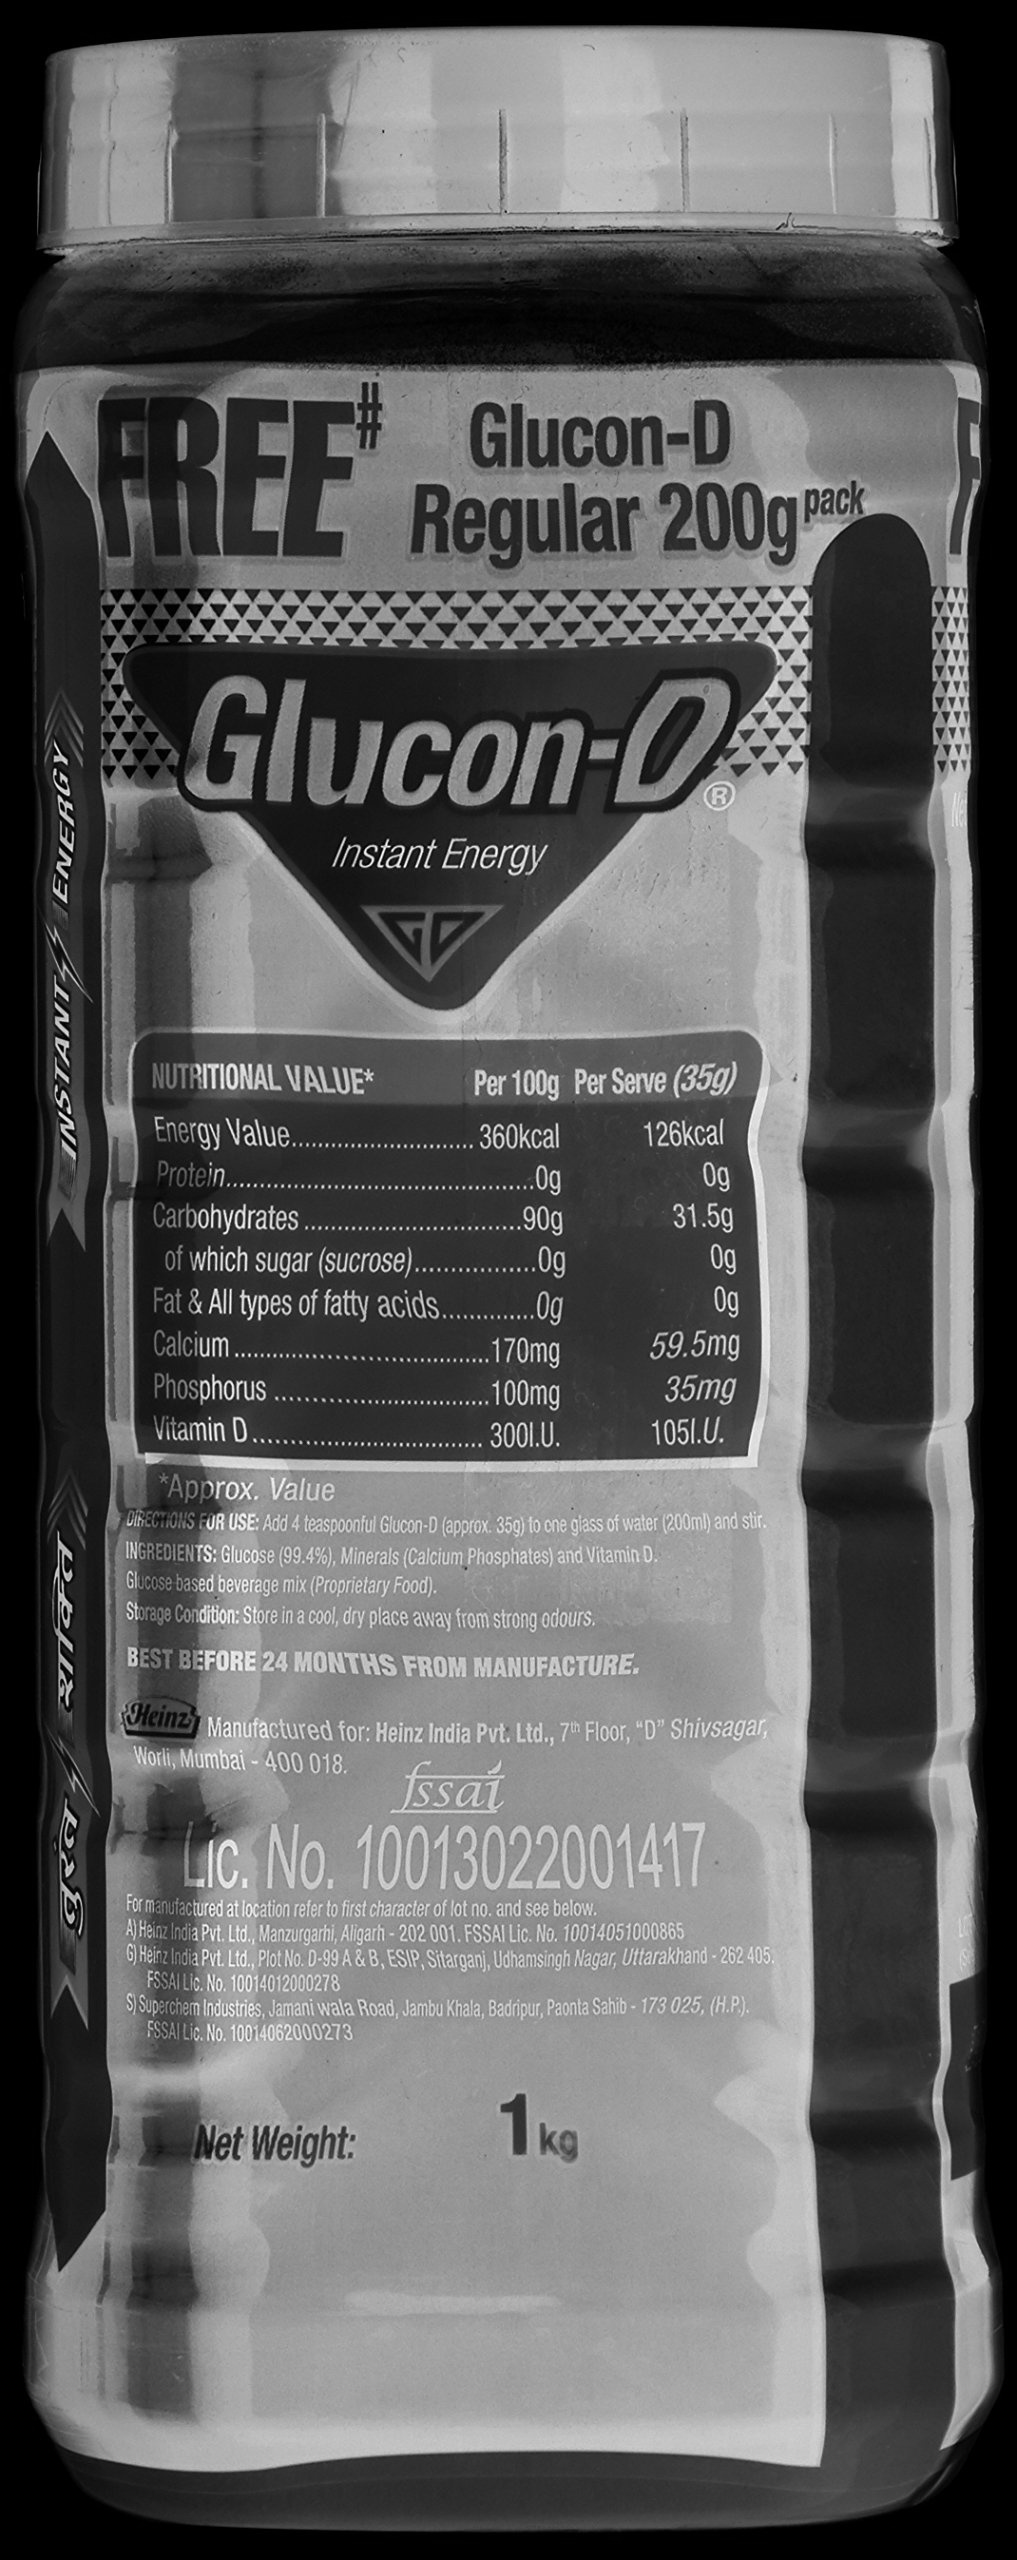 FREE#
Glucon-D
Regular 200g pack
Glucon-D®
Instant Energy
GD
INSTANT ENERGY
तुरंत शक्ति
NUTRITIONAL VALUE* Per 100g Per Serve (35g)
Energy Value.......................... 360kcal 126kcal
Protein...........................................0g 0g
Carbohydrates ..............................90g 31.5g
of which sugar (sucrose).................0g 0g
Fat & All types of fatty acids.............0g 0g
Calcium ....................................170mg 59.5mg
Phosphorus ..............................100mg 35mg
Vitamin D................................. 300I.U. 105I.U.
*Approx. Value
DIRECTIONS FOR USE: Add 4 teaspoonful Glucon-D (approx. 35g) to one glass of water (200ml) and stir.
INGREDIENTS: Glucose (99.4%), Minerals (Calcium Phosphates) and Vitamin D.
Glucose based beverage mix (Proprietary Food).
Storage Condition: Store in a cool, dry place away from strong odours.
BEST BEFORE 24 MONTHS FROM MANUFACTURE.
Heinz Manufactured for: Heinz India Pvt. Ltd., 7th Floor, "D" Shivsagar,
Worli, Mumbai - 400 018.
fssai
Lic. No. 10013022001417
For manufactured at location refer to first character of lot no. and see below.
A) Heinz India Pvt. Ltd., Manzurgarhi, Aligarh - 202 001. FSSAI Lic. No. 10014051000865
G) Heinz India Pvt. Ltd., Plot No. D-99 A & B, ESIP, Sitarganj, Udhamsingh Nagar, Uttarakhand - 262 405.
FSSAI Lic. No. 10014012000278
S) Superchem Industries, Jamani wala Road, Jambu Khala, Badripur, Paonta Sahib - 173 025, (H.P.).
FSSAI Lic. No. 10014062000273
Net Weight: 1 kg